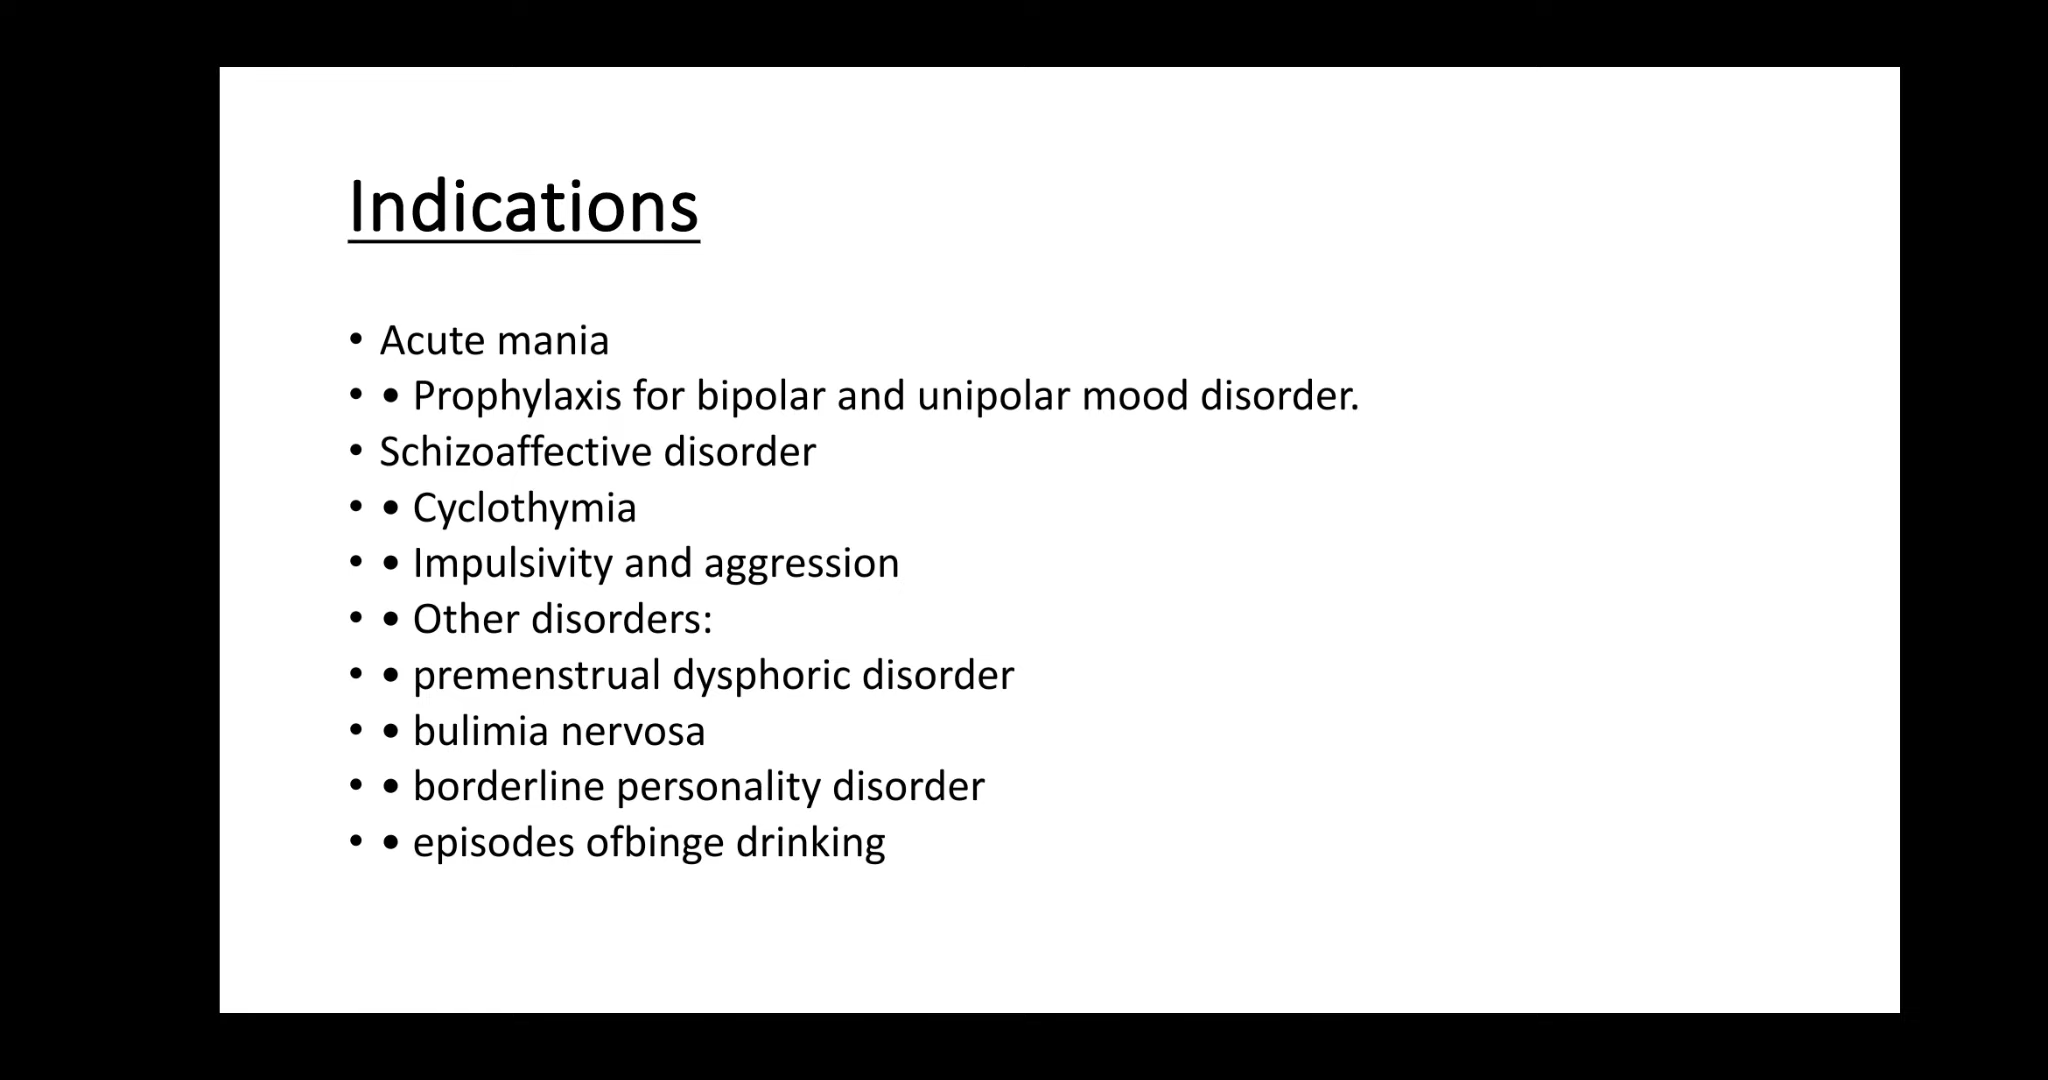 Indications
• Acute mania
• • Prophylaxis for bipolar and unipolar mood disorder.
• Schizoaffective disorder
• • Cyclothymia
• • Impulsivity and aggression
• • Other disorders:
• • premenstrual dysphoric disorder
• • bulimia nervosa
• • borderline personality disorder
• • episodes ofbinge drinking